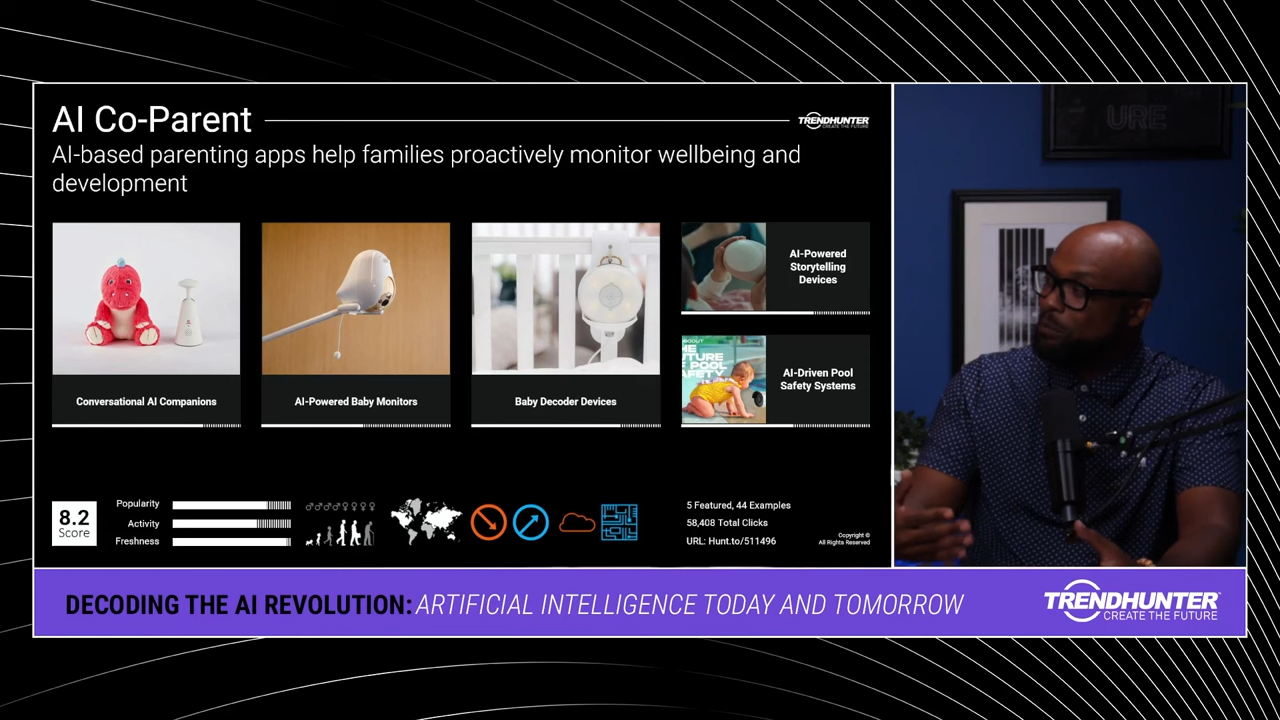 AI Co-Parent
TRENDHUNTER
CREATE THE FUTURE
AI-based parenting apps help families proactively monitor wellbeing and
development
Conversational AI Companions
AI-Powered Baby Monitors
Baby Decoder Devices
AI-Powered
Storytelling
Devices
AI-Driven Pool
Safety Systems
8.2
Score
Popularity
Activity
Freshness
5 Featured, 44 Examples
58,408 Total Clicks
URL: Hunt.to/511496
Copyright ©
All Rights Reserved
URE
DECODING THE AI REVOLUTION: ARTIFICIAL INTELLIGENCE TODAY AND TOMORROW
TRENDHUNTER™
CREATE THE FUTURE